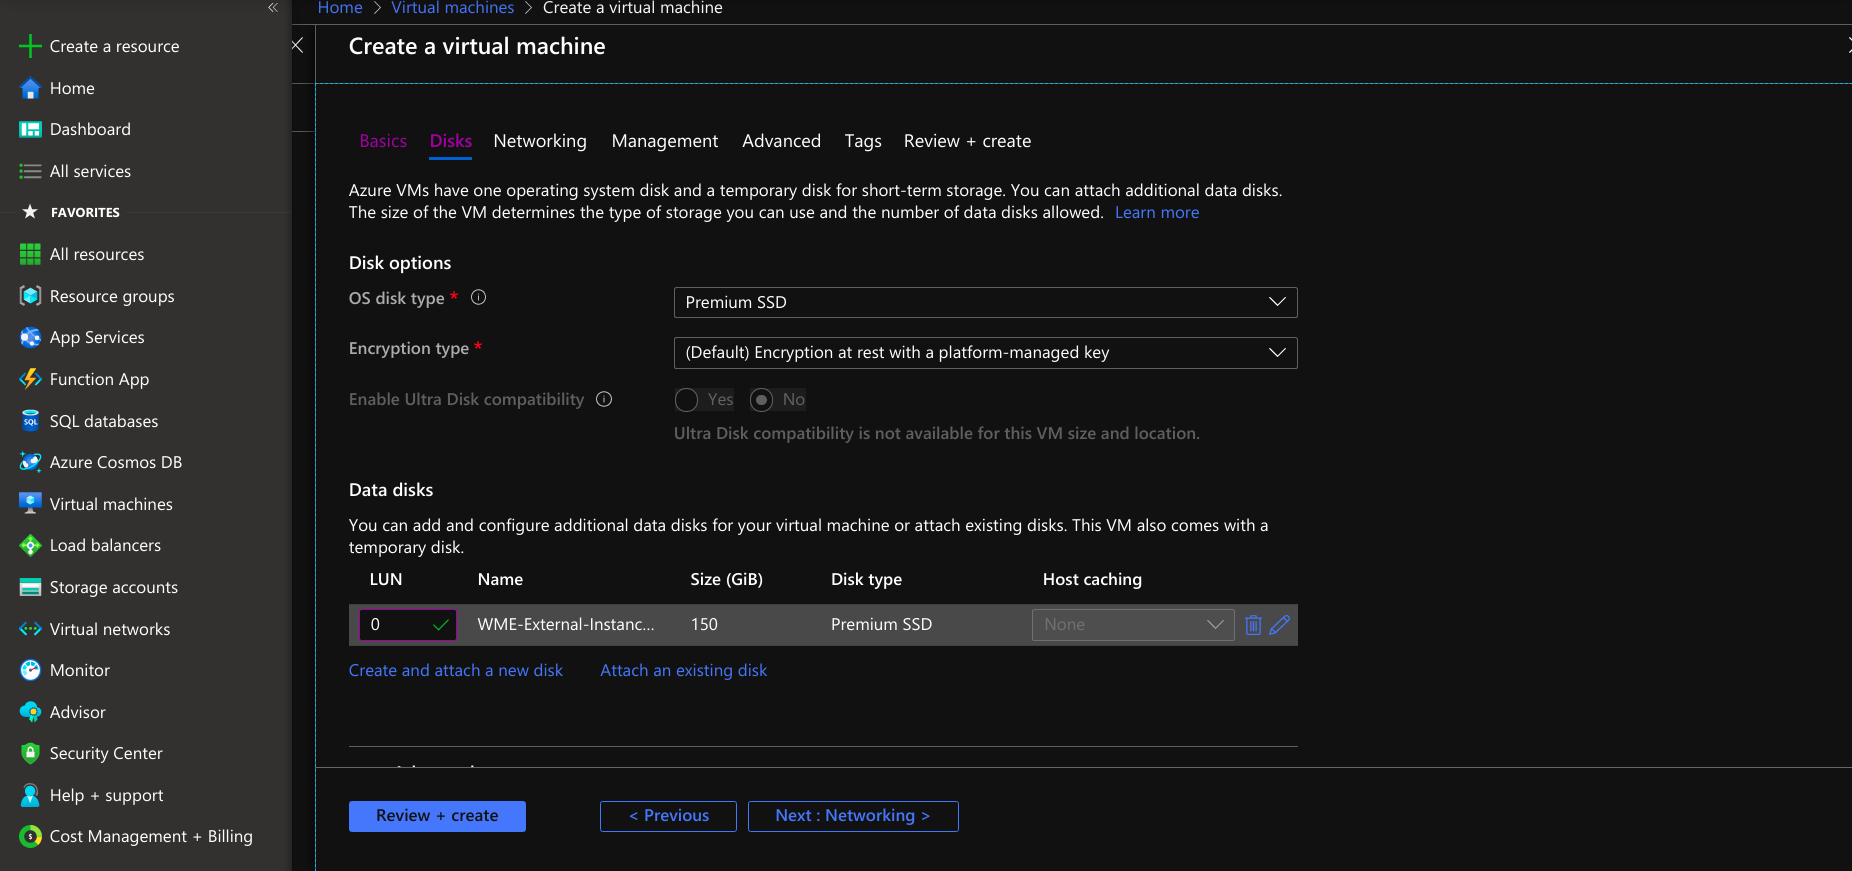 Create a resource
Home
Dashboard
All services
FAVORITES
All resources
Resource groups
App Services
Function App
SQL databases
Azure Cosmos DB
Virtual machines
Load balancers
Storage accounts
Virtual networks
Monitor
Advisor
Security Center
Help + support
Cost Management + Billing
Home > Virtual machines > Create a virtual machine
Create a virtual machine
Basics Disks Networking Management Advanced Tags Review + create
Azure VMs have one operating system disk and a temporary disk for short-term storage. You can attach additional data disks.
The size of the VM determines the type of storage you can use and the number of data disks allowed. Learn more
Disk options
OS disk type * Premium SSD
Encryption type * (Default) Encryption at rest with a platform-managed key
Enable Ultra Disk compatibility Yes No
Ultra Disk compatibility is not available for this VM size and location.
Data disks
You can add and configure additional data disks for your virtual machine or attach existing disks. This VM also comes with a
temporary disk.
LUN Name Size (GiB) Disk type Host caching
0 WME-External-Instanc... 150 Premium SSD None
Create and attach a new disk Attach an existing disk
Review + create < Previous Next : Networking >